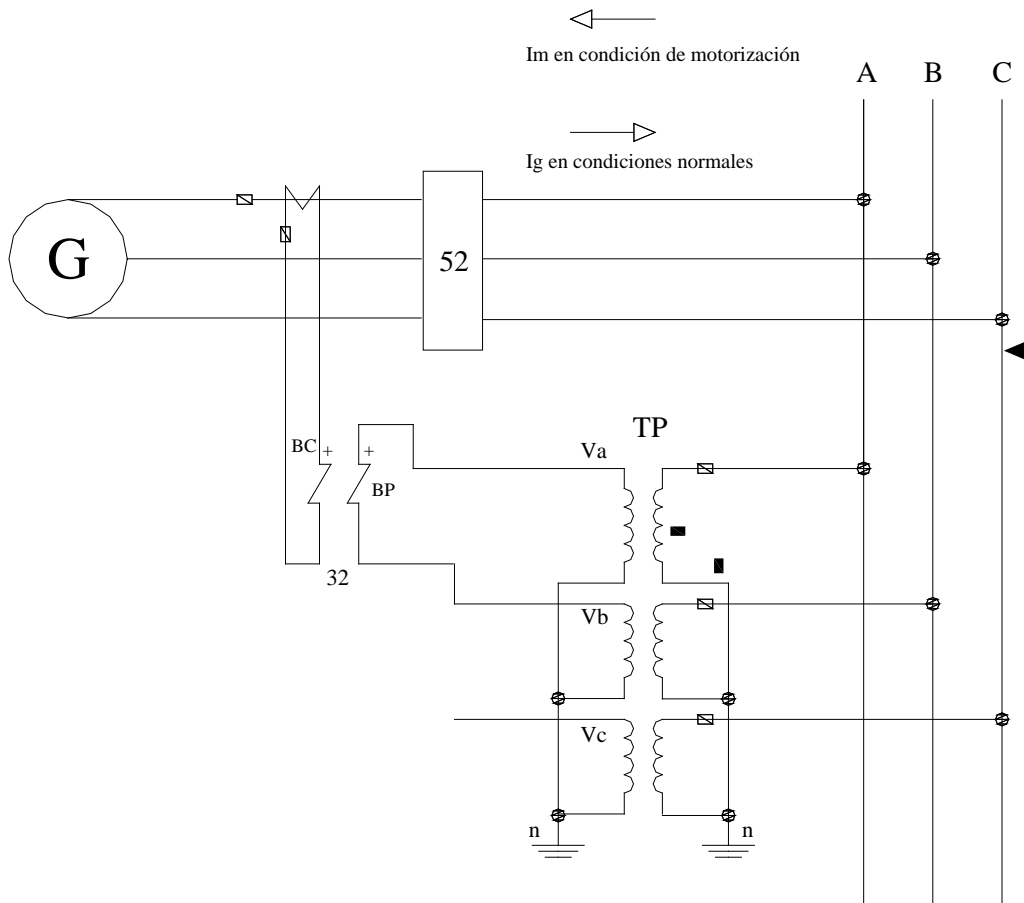 Im en condición de motorización
A B C
Ig en condiciones normales
G
52
TP
BC + +
Va
BP
32
Vb
Vc
n n